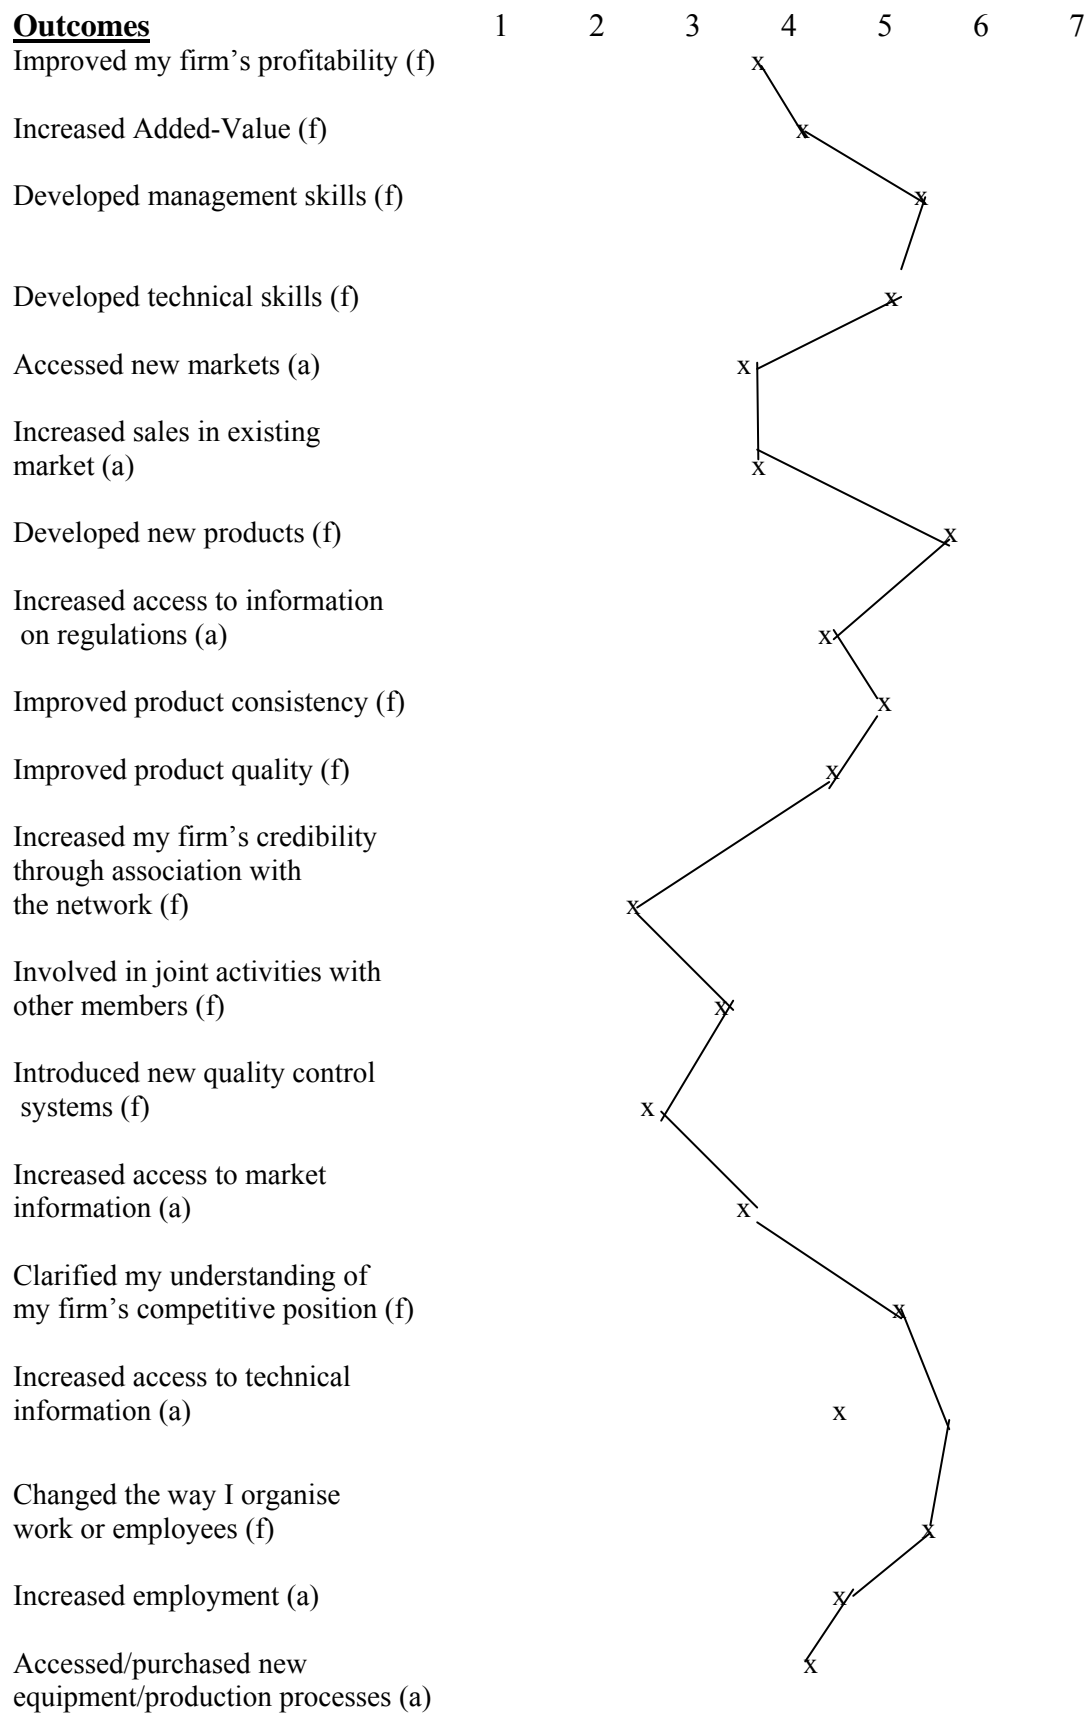 Outcomes 1 2 3 4 5 6 7
Improved my firm’s profitability (f) x
Increased Added-Value (f) x
Developed management skills (f) x
Developed technical skills (f) x
Accessed new markets (a) x
Increased sales in existing
market (a) x
Developed new products (f) x
Increased access to information
on regulations (a) x
Improved product consistency (f) x
Improved product quality (f) x
Increased my firm’s credibility
through association with
the network (f) x
Involved in joint activities with
other members (f) x
Introduced new quality control
systems (f) x
Increased access to market
information (a) x
Clarified my understanding of
my firm’s competitive position (f) x
Increased access to technical
information (a) x
Changed the way I organise
work or employees (f) x
Increased employment (a) x
Accessed/purchased new x
equipment/production processes (a)